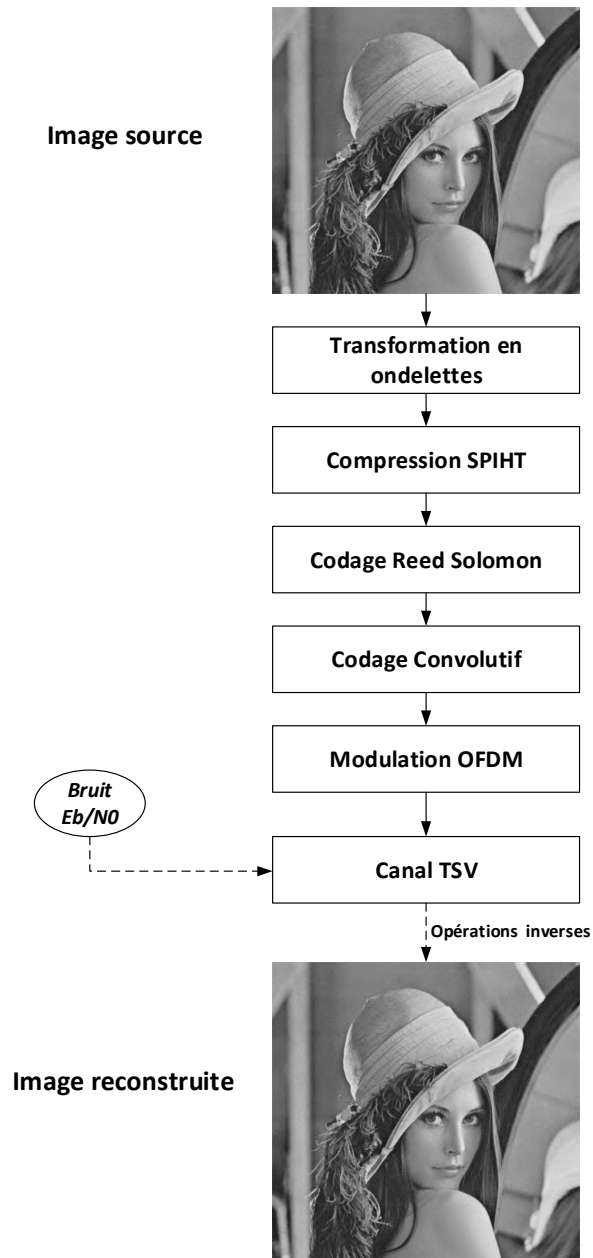 Image source
Transformation en
ondelettes
Compression SPIHT
Codage Reed Solomon
Codage Convolutif
Modulation OFDM
Bruit
Eb/N0
Canal TSV
Opérations inverses
Image reconstruite